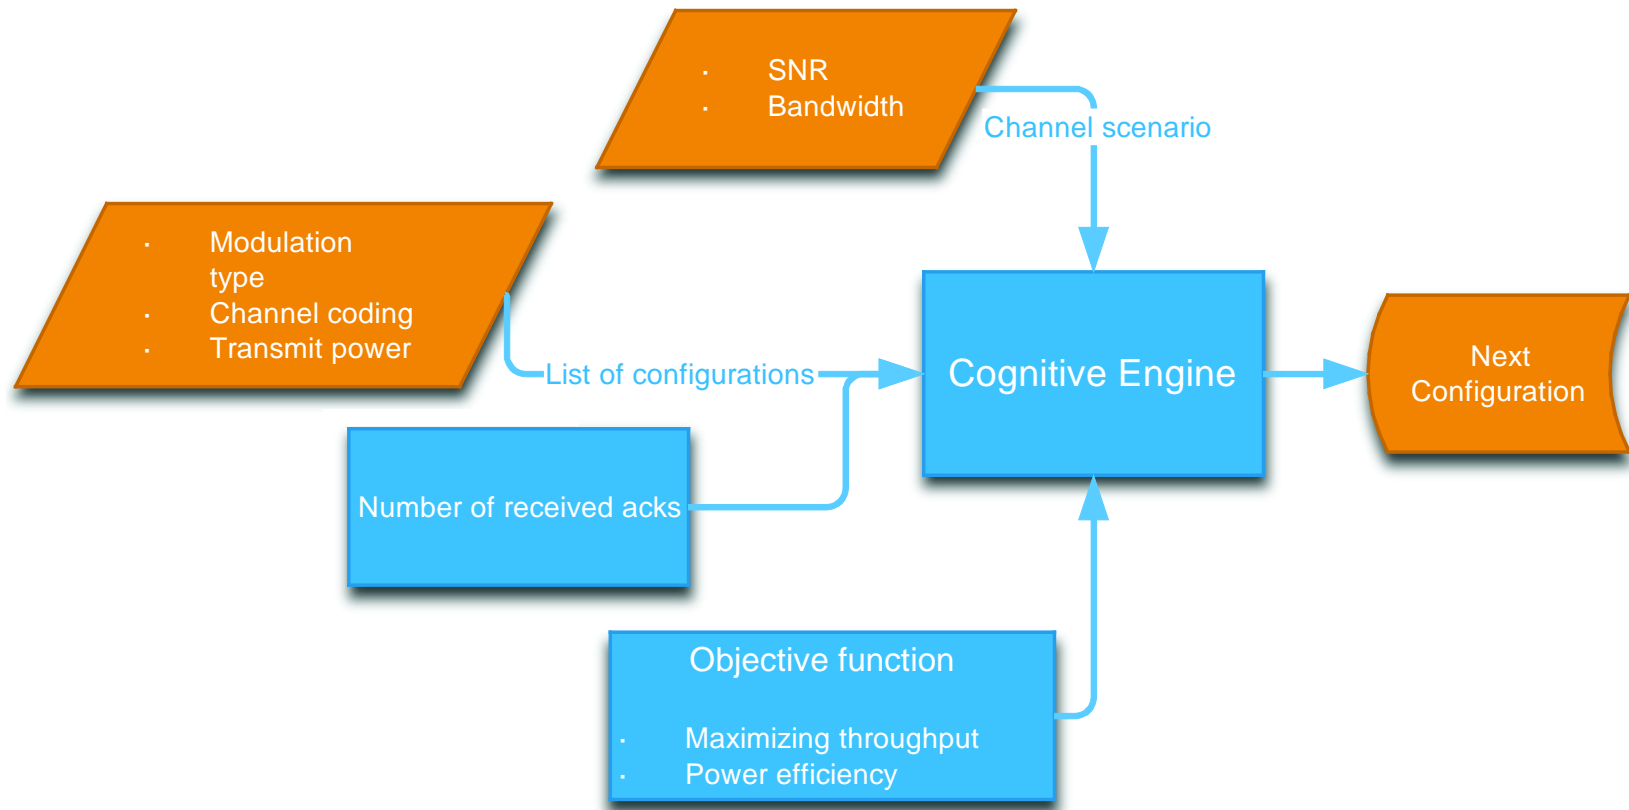 · SNR
· Bandwidth
Channel scenario
· Modulation
type
· Channel coding
· Transmit power
List of configurations
Cognitive Engine
Next
Configuration
Number of received acks
Objective function
· Maximizing throughput
· Power efficiency